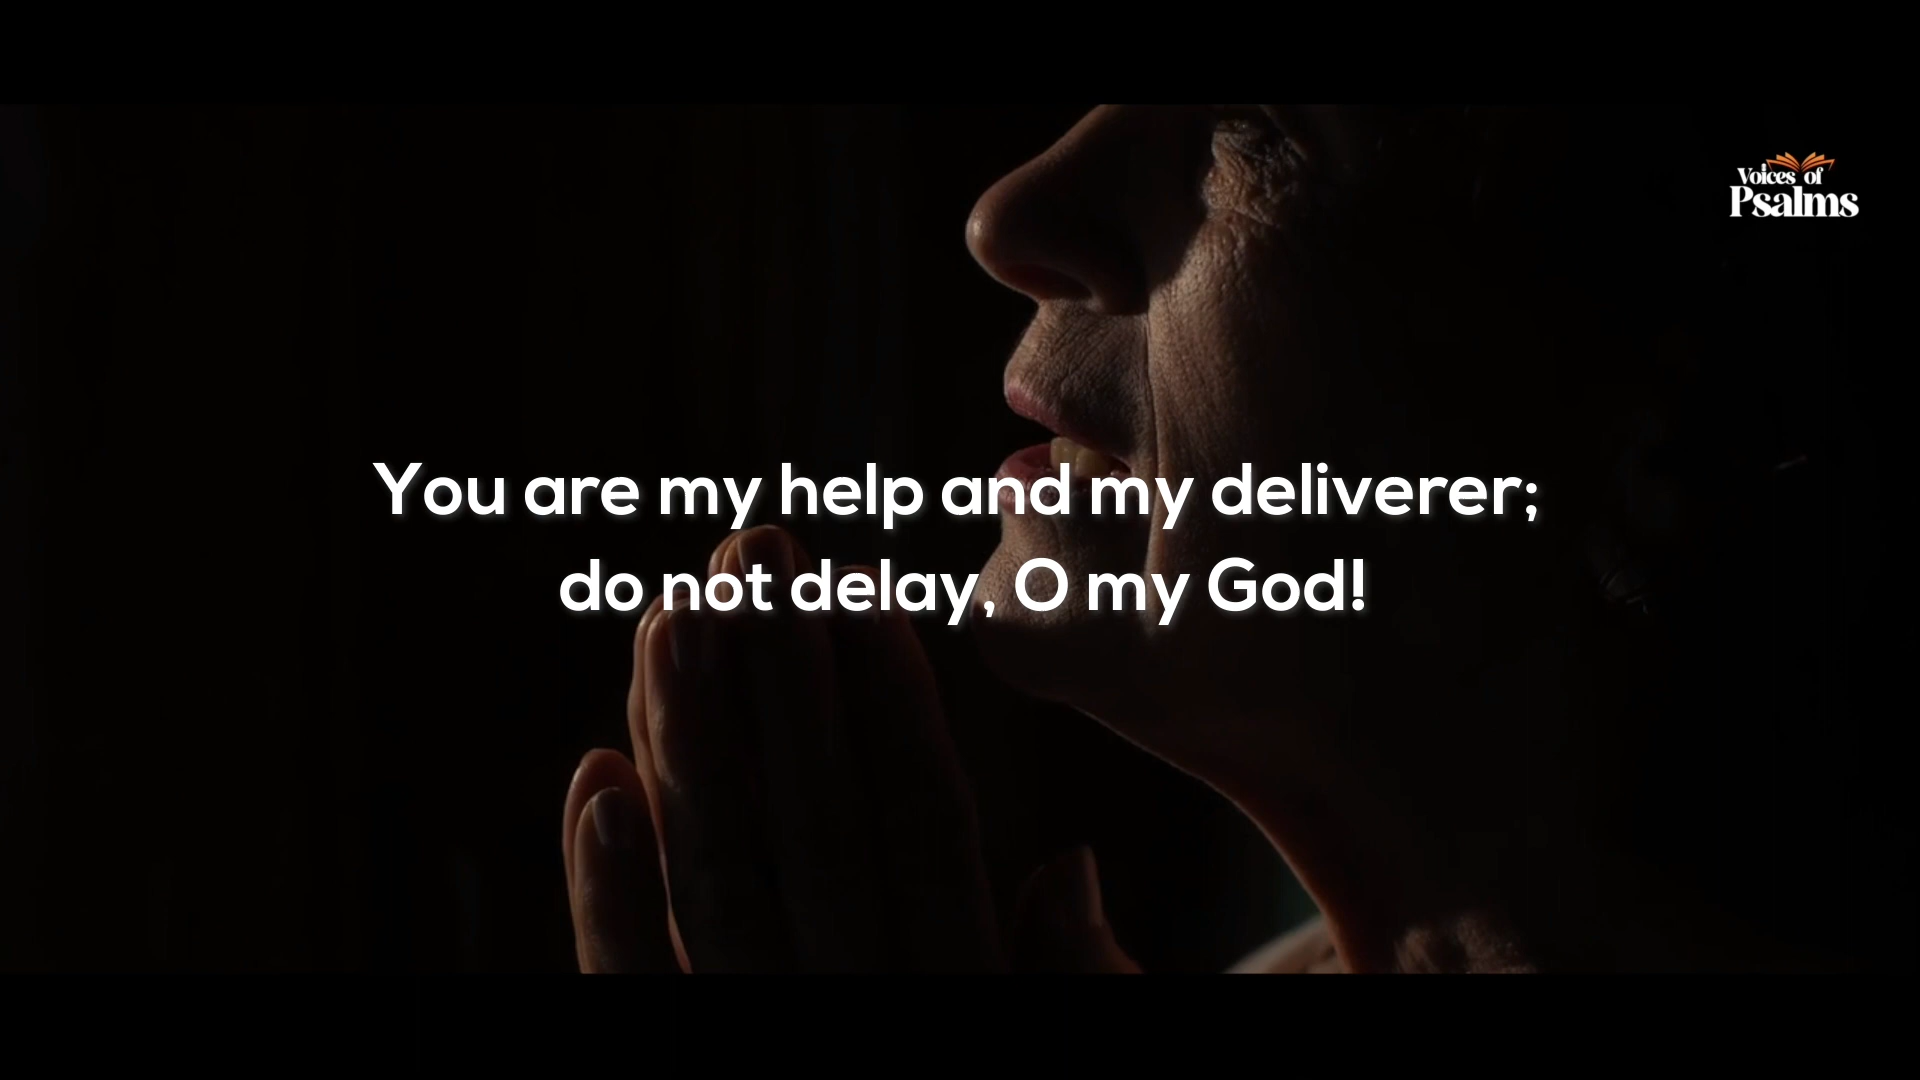 Voices of
Psalms
You are my help and my deliverer;
do not delay, O my God!